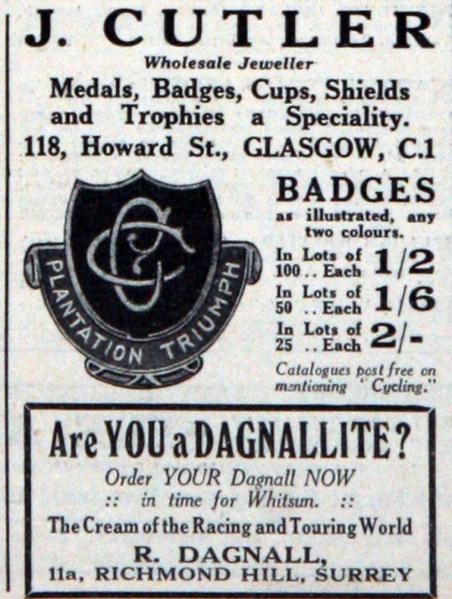 J. CUTLER
Wholesale Jeweller
Medals, Badges, Cups, Shields
and Trophies a Speciality.
118, Howard St., GLASGOW, C.1
PLANTATION TRIUMPH
BADGES
as illustrated, any
two colours.
In Lots of
100 .. Each 1/2
In Lots of
50 .. Each 1/6
In Lots of
25 .. Each 2/-
Catalogues post free on
mentioning "Cycling."
Are YOU a DAGNALLITE?
Order YOUR Dagnall NOW
:: in time for Whitsun. ::
The Cream of the Racing and Touring World
R. DAGNALL,
11a, RICHMOND HILL, SURREY